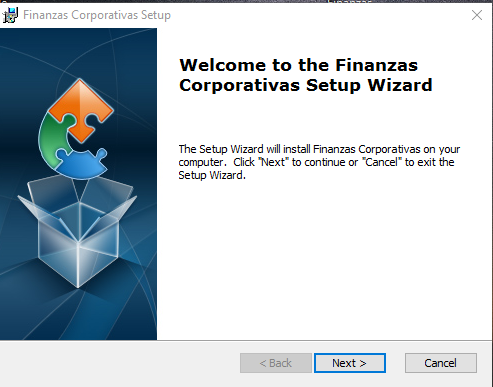 Finanzas
Finanzas Corporativas Setup
Welcome to the Finanzas
Corporativas Setup Wizard
The Setup Wizard will install Finanzas Corporativas on your
computer. Click "Next" to continue or "Cancel" to exit the
Setup Wizard.
< Back
Next >
Cancel